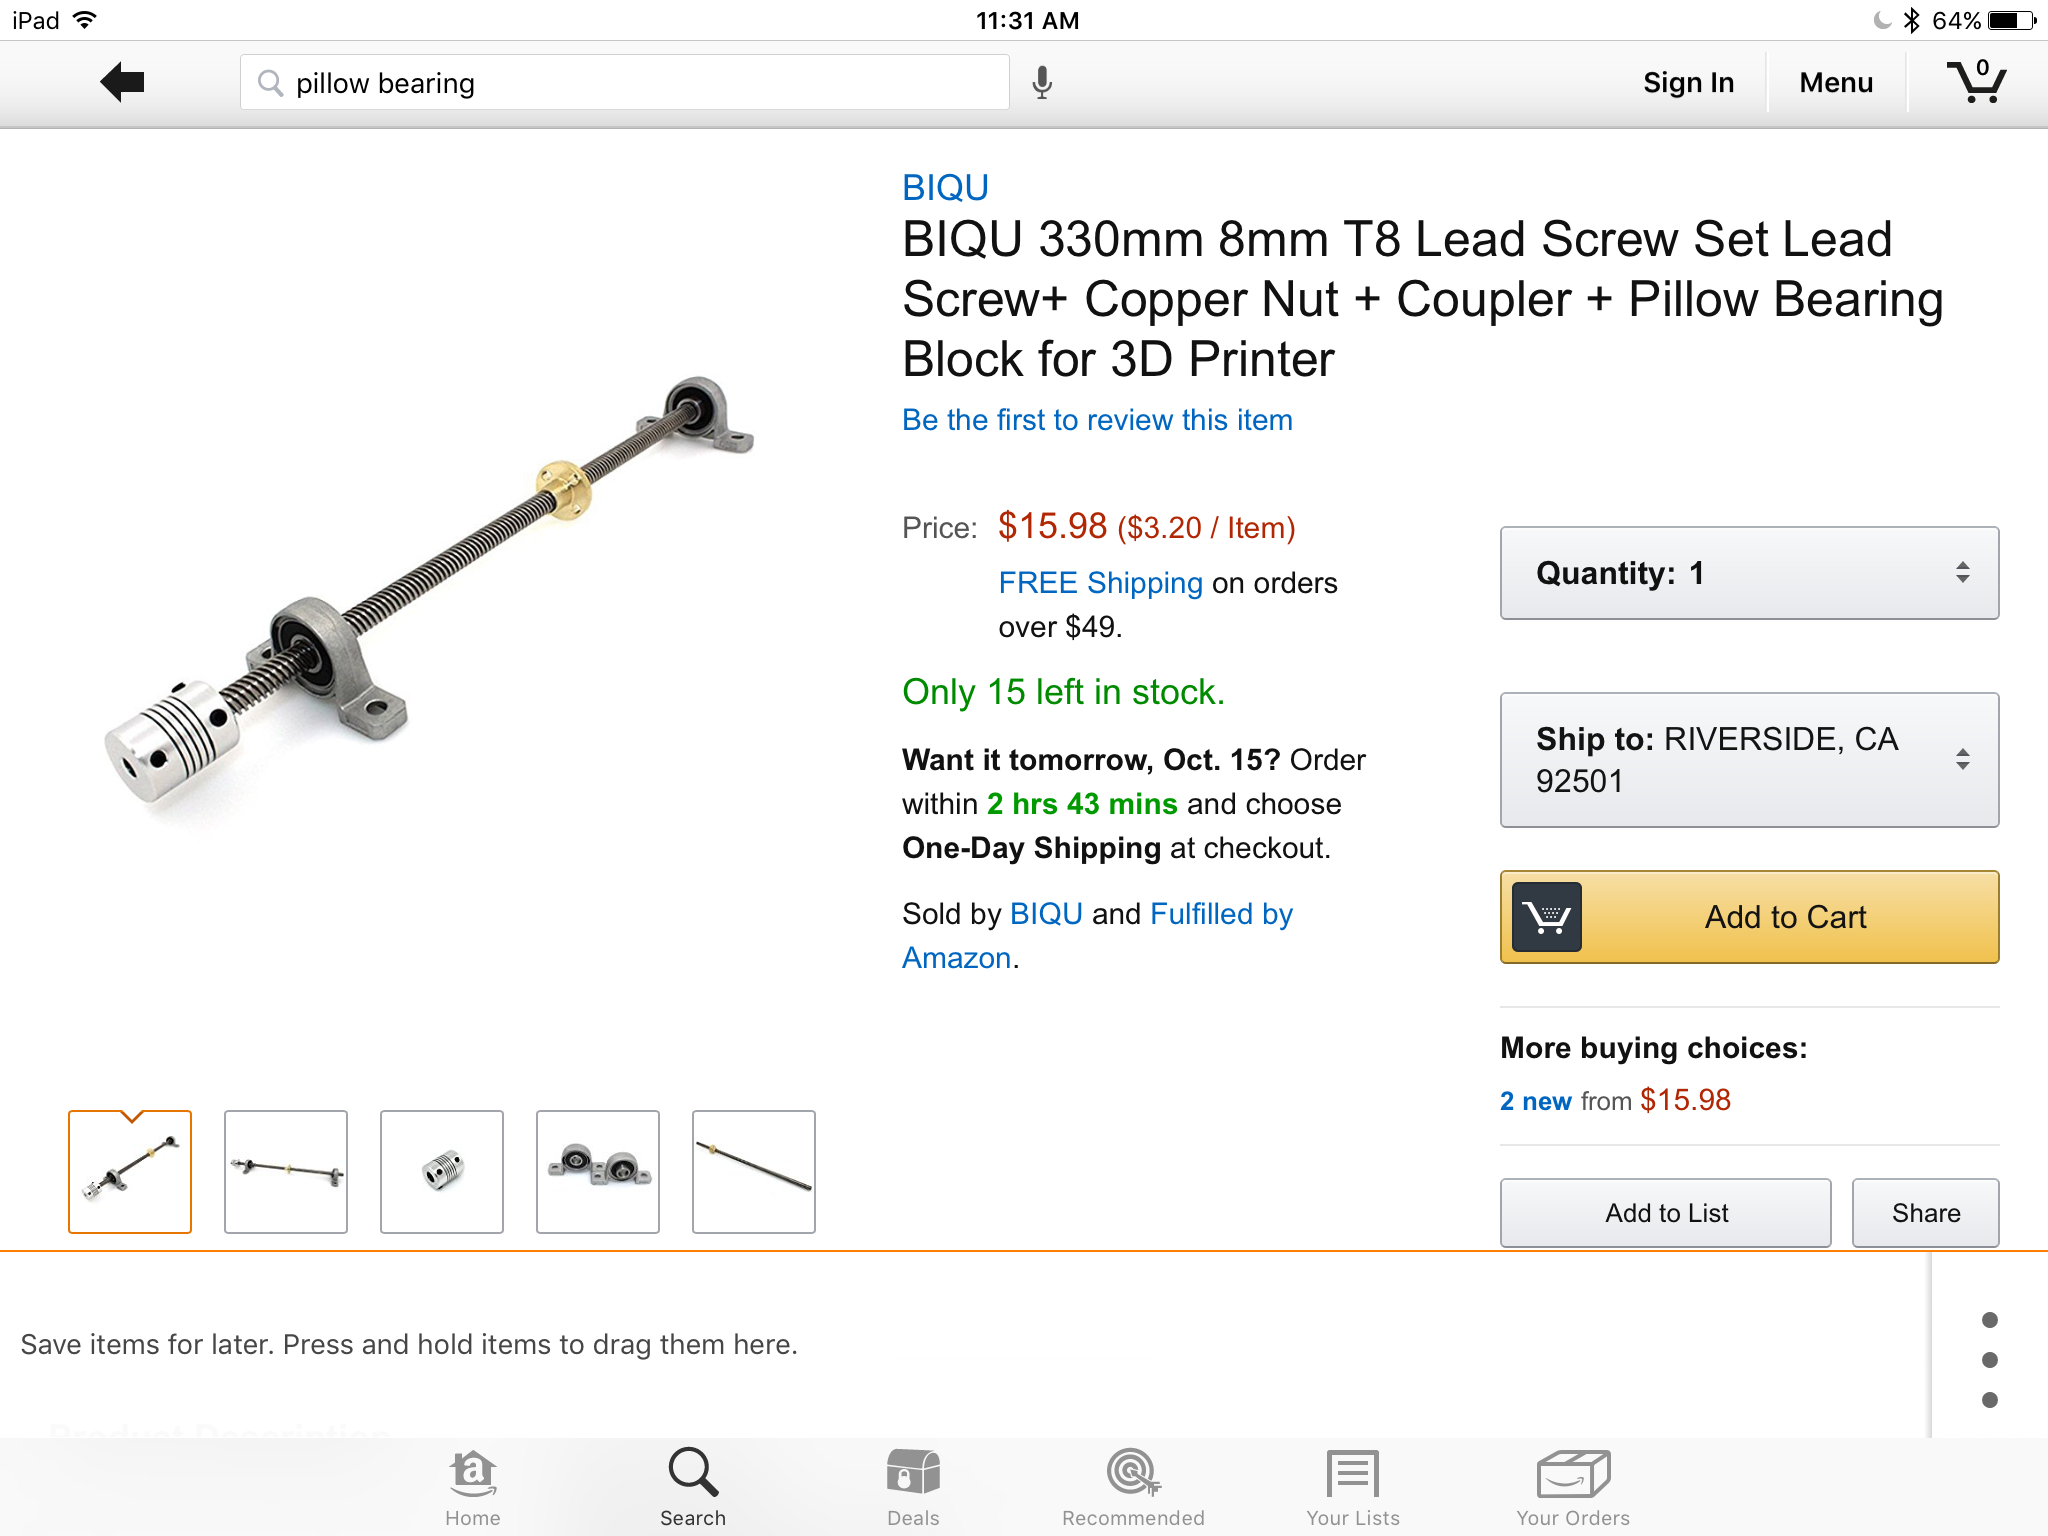 iPad
11:31 AM
64%
pillow bearing
Sign In
Menu
0
BIQU
BIQU 330mm 8mm T8 Lead Screw Set Lead
Screw+ Copper Nut + Coupler + Pillow Bearing
Block for 3D Printer
Be the first to review this item
Price: $15.98 ($3.20 / Item)
FREE Shipping on orders
over $49.
Only 15 left in stock.
Want it tomorrow, Oct. 15? Order
within 2 hrs 43 mins and choose
One-Day Shipping at checkout.
Sold by BIQU and Fulfilled by
Amazon.
Quantity: 1
Ship to: RIVERSIDE, CA
92501
Add to Cart
More buying choices:
2 new from $15.98
Add to List
Share
Save items for later. Press and hold items to drag them here.
Product Description
Home
Search
Deals
Recommended
Your Lists
Your Orders